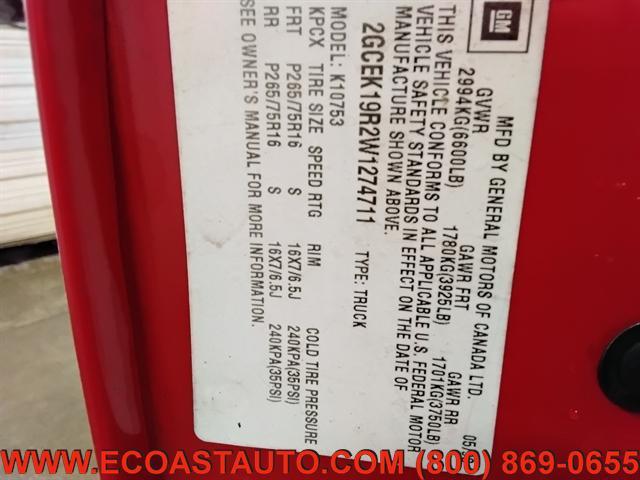 GM
MFD BY GENERAL MOTORS OF CANADA LTD.
GVWR GAWR FRT GAWR RR
2994KG(6600LB) 1780KG(3925LB) 1701KG(3750LB)
THIS VEHICLE CONFORMS TO ALL APPLICABLE U.S. FEDERAL MOTOR
VEHICLE SAFETY STANDARDS IN EFFECT ON THE DATE OF
MANUFACTURE SHOWN ABOVE.
2GCEK19R2W1274711 TYPE: TRUCK
MODEL: K10753
KPCX TIRE SIZE SPEED RTG RIM COLD TIRE PRESSURE
FRT P265/75R16 S 16X7/6.5J 240KPA(35PSI)
RR P265/75R16 S 16X7/6.5J 240KPA(35PSI)
SEE OWNER'S MANUAL FOR MORE INFORMATION.
WWW.ECOASTAUTO.COM (800) 869-0655